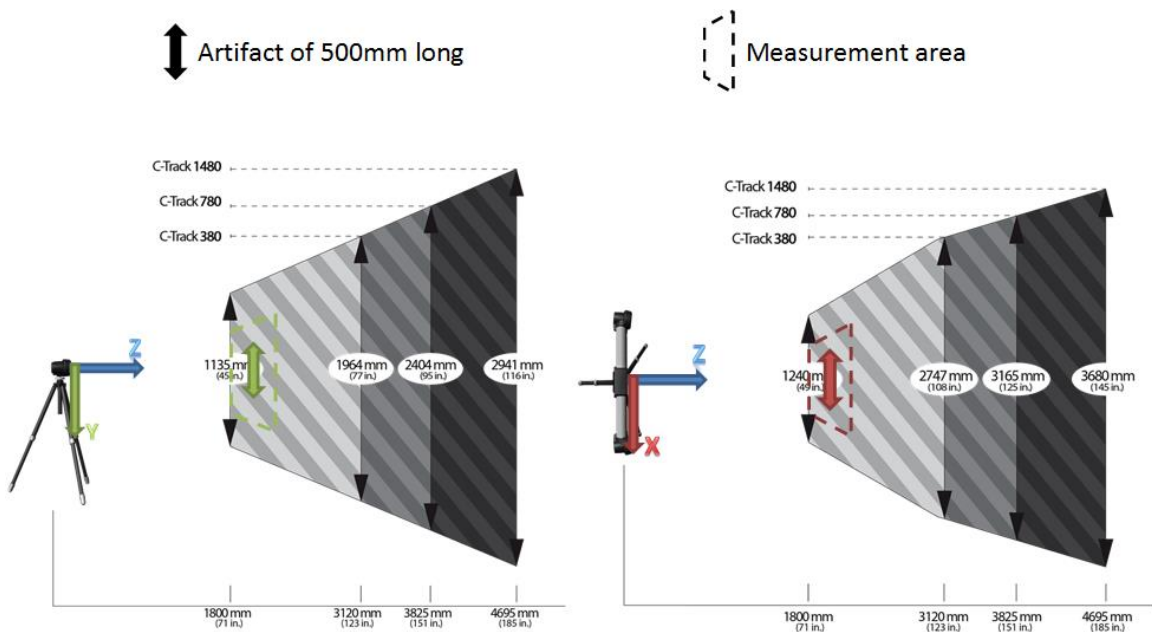 Artifact of 500mm long
Measurement area
C-Track 1480
C-Track 780
C-Track 380
Z
Y
1135 mm
(45 in.)
1964 mm
(77 in.)
2404 mm
(95 in.)
2941 mm
(116 in.)
1800 mm
(71 in.)
3120 mm
(123 in.)
3825 mm
(151 in.)
4695 mm
(185 in.)
C-Track 1480
C-Track 780
C-Track 380
Z
X
1240 m
(49 in.)
2747 mm
(108 in.)
3165 mm
(125 in.)
3680 mm
(145 in.)
1800 mm
(71 in.)
3120 mm
(123 in.)
3825 mm
(151 in.)
4695 mm
(185 in.)